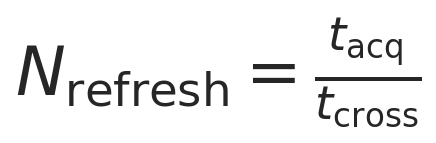 N_refresh = t_acq / t_cross